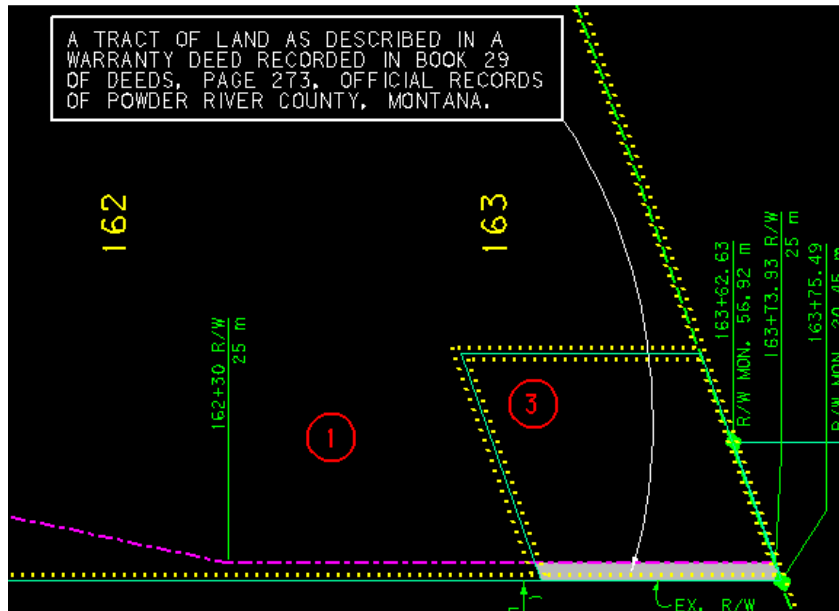 A TRACT OF LAND AS DESCRIBED IN A
WARRANTY DEED RECORDED IN BOOK 29
OF DEEDS, PAGE 273, OFFICIAL RECORDS
OF POWDER RIVER COUNTY, MONTANA.
162
163
162+30 R/W
25 m
163+62.63
R/W MON. 56.92 m
163+73.93 R/W
25 m
163+75.49
R/W MON. 30.45 m
1
3
EX. R/W